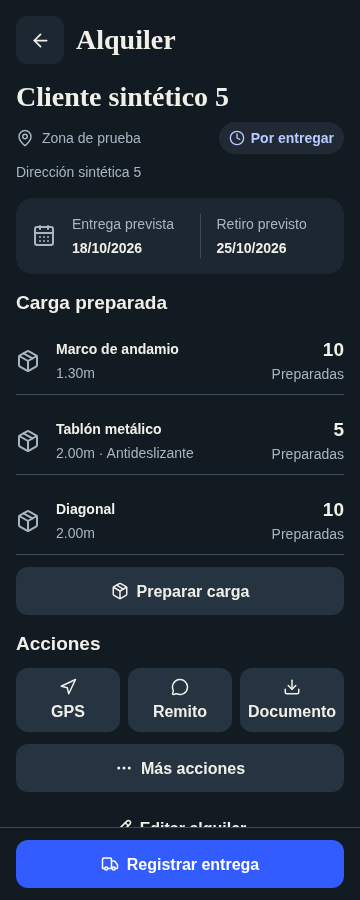 Alquiler
Cliente sintético 5
Zona de prueba
Por entregar
Dirección sintética 5
Entrega prevista
18/10/2026
Retiro previsto
25/10/2026
Carga preparada
Marco de andamio
1.30m
10
Preparadas
Tablón metálico
2.00m · Antideslizante
5
Preparadas
Diagonal
2.00m
10
Preparadas
Preparar carga
Acciones
GPS
Remito
Documento
Más acciones
Editar alquiler
Registrar entrega